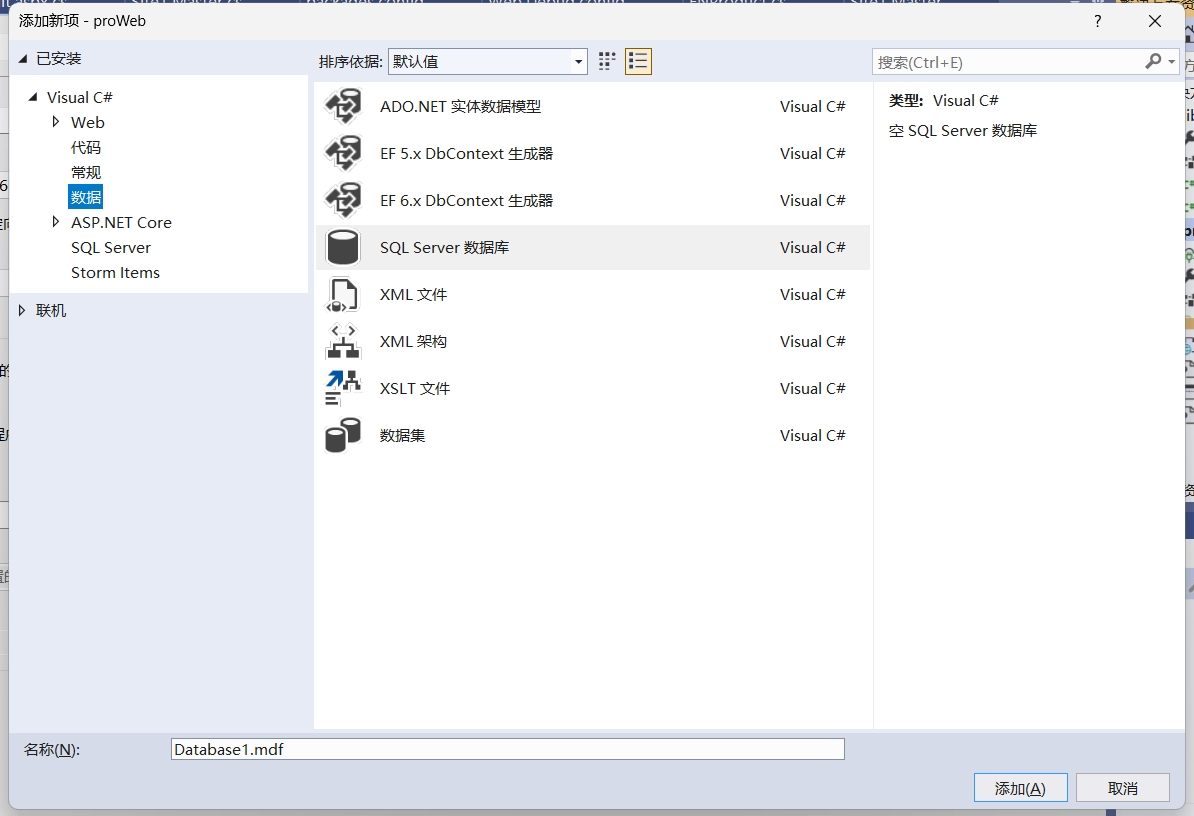 添加新项 - proWeb
?
已安装
排序依据:
默认值
搜索(Ctrl+E)
Visual C#
Web
代码
常规
数据
ASP.NET Core
SQL Server
Storm Items
联机
ADO.NET 实体数据模型 Visual C#
EF 5.x DbContext 生成器 Visual C#
EF 6.x DbContext 生成器 Visual C#
SQL Server 数据库 Visual C#
XML 文件 Visual C#
XML 架构 Visual C#
XSLT 文件 Visual C#
数据集 Visual C#
类型: Visual C#
空 SQL Server 数据库
名称(N):
Database1.mdf
添加(A)
取消